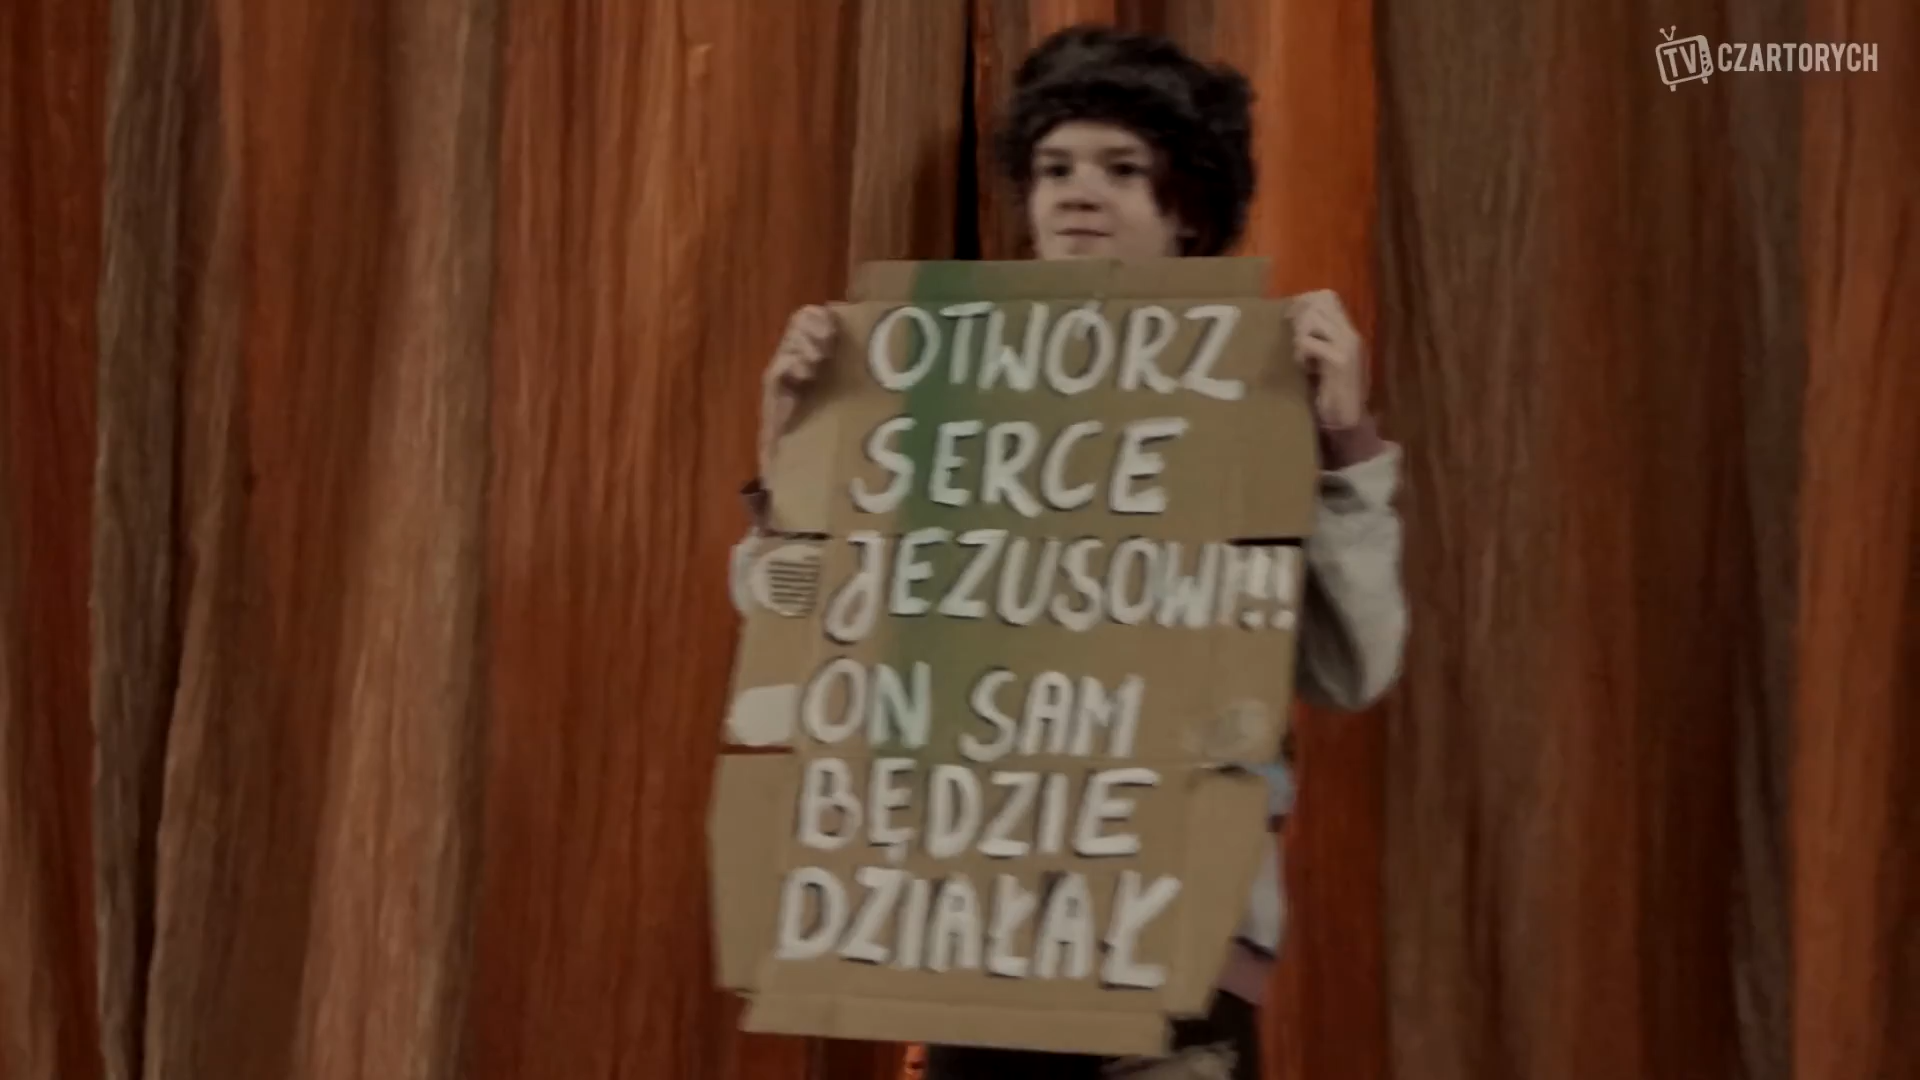 TV CZARTORYCH
OTWÓRZ
SERCE
JEZUSOWI!!!
ON SAM
BĘDZIE
DZIAŁAŁ